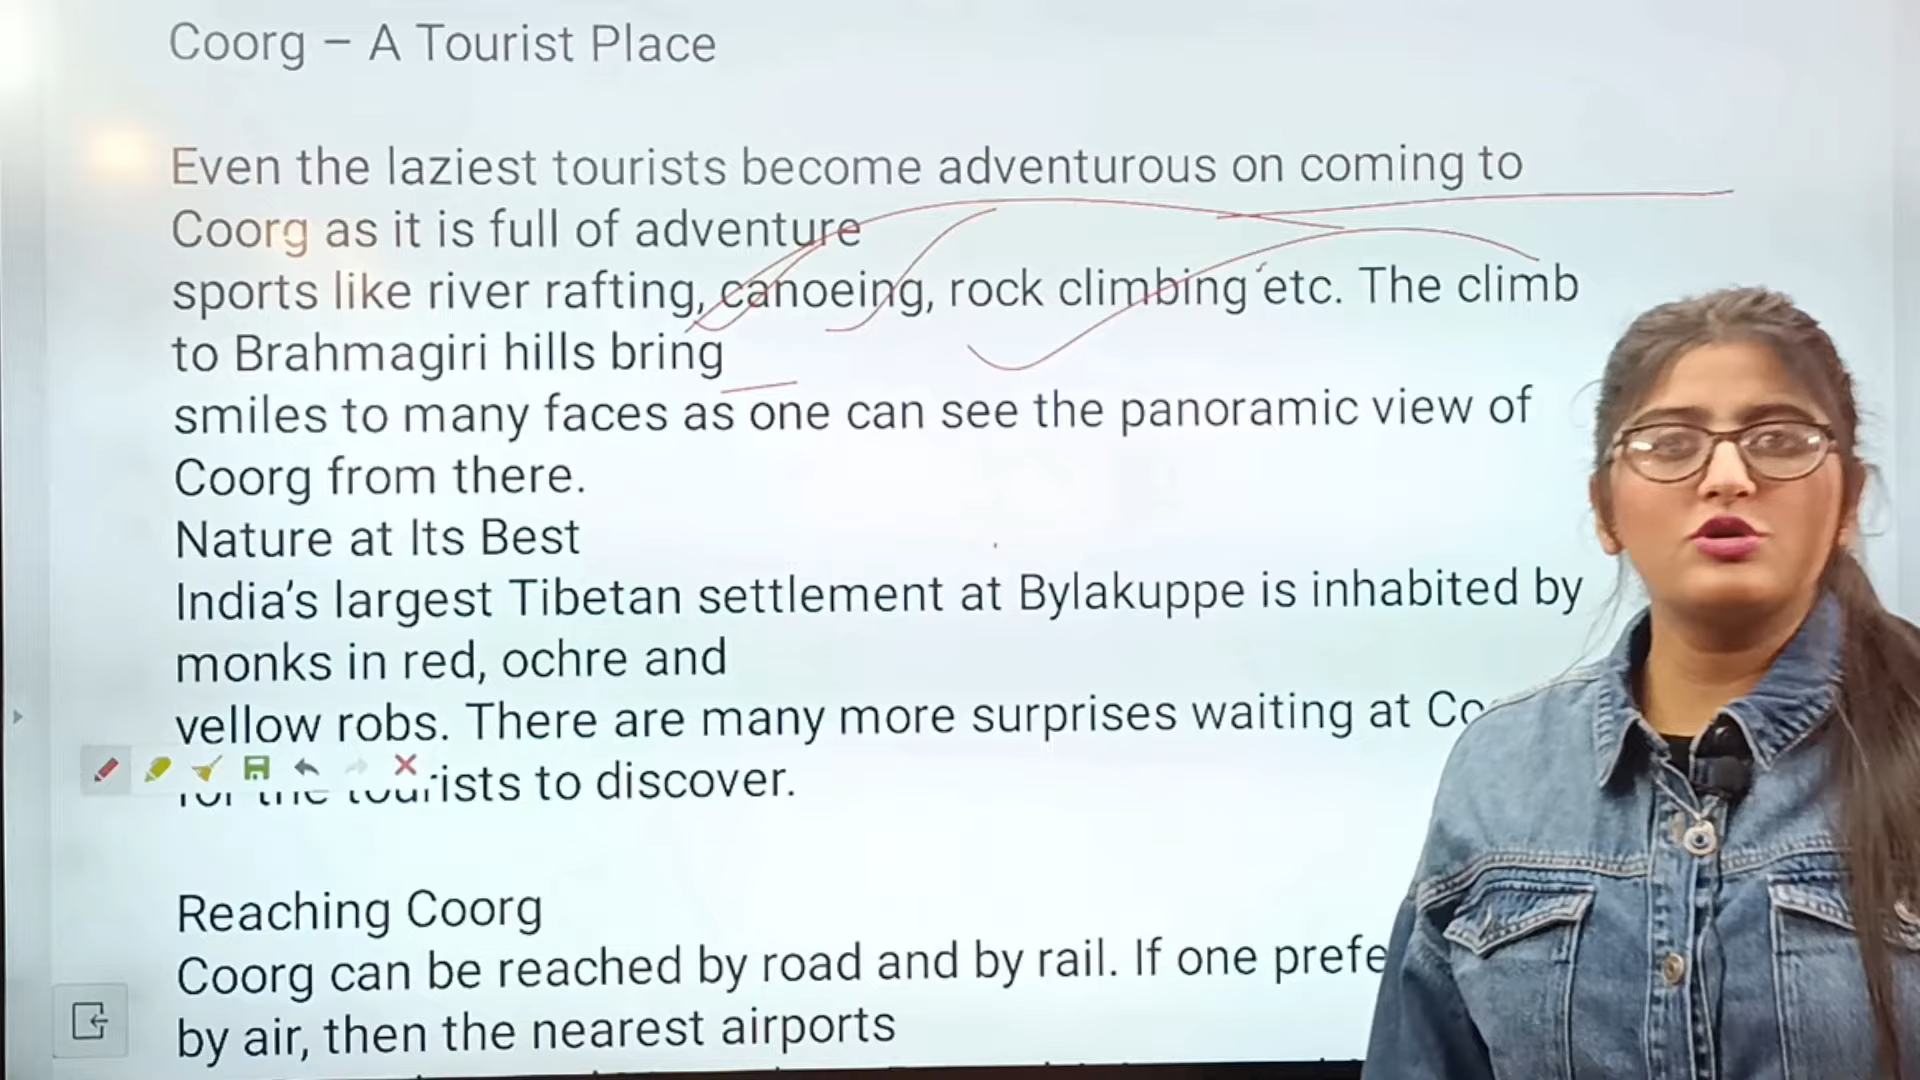 Coorg – A Tourist Place
Even the laziest tourists become adventurous on coming to
Coorg as it is full of adventure
sports like river rafting, canoeing, rock climbing etc. The climb
to Brahmagiri hills bring
smiles to many faces as one can see the panoramic view of
Coorg from there.
Nature at Its Best
India's largest Tibetan settlement at Bylakuppe is inhabited by
monks in red, ochre and
yellow robs. There are many more surprises waiting at
to discover.
Reaching Coorg
Coorg can be reached by road and by rail. If one
by air, then the nearest airports